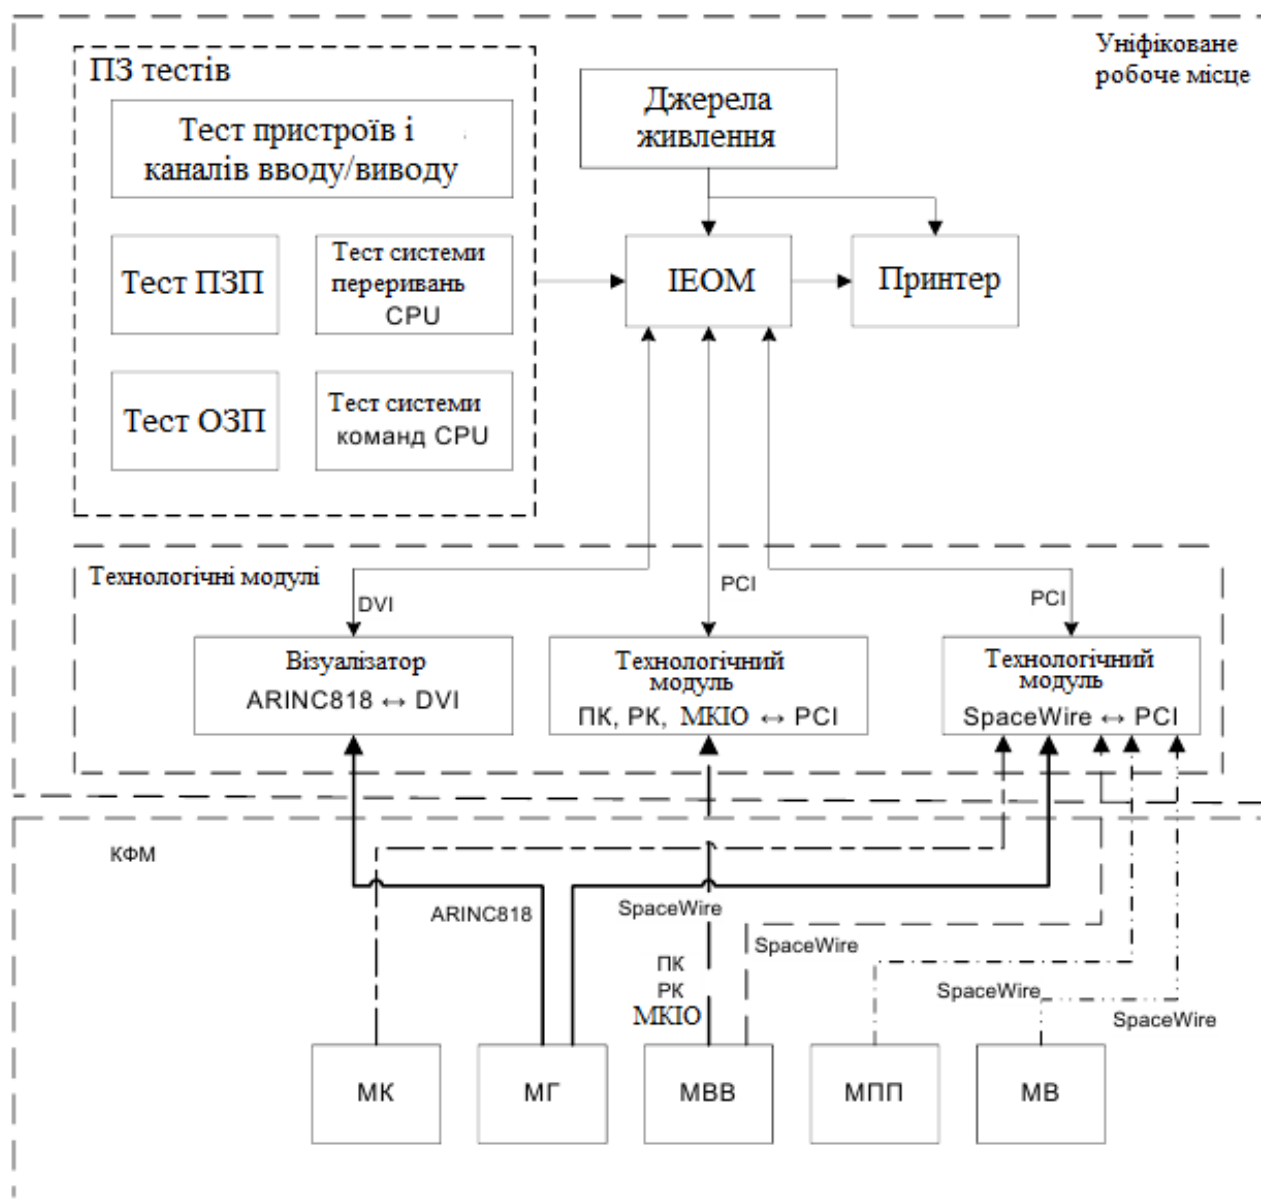 Уніфіковане
робоче місце
ПЗ тестів
Тест пристроїв і
каналів вводу/виводу
Джерела
живлення
Тест ПЗП
Тест системи
переривань
CPU
ІЕОМ
Принтер
Тест ОЗП
Тест системи
команд CPU
Технологічні модулі
DVI
PCI
PCI
Візуалізатор
ARINC818 ↔ DVI
Технологічний
модуль
ПК, РК, МКІО ↔ PCI
Технологічний
модуль
SpaceWire ↔ PCI
КФМ
ARINC818
SpaceWire
SpaceWire
ПК
РК
МКІО
SpaceWire
SpaceWire
МК
МГ
МВВ
МПП
МВ